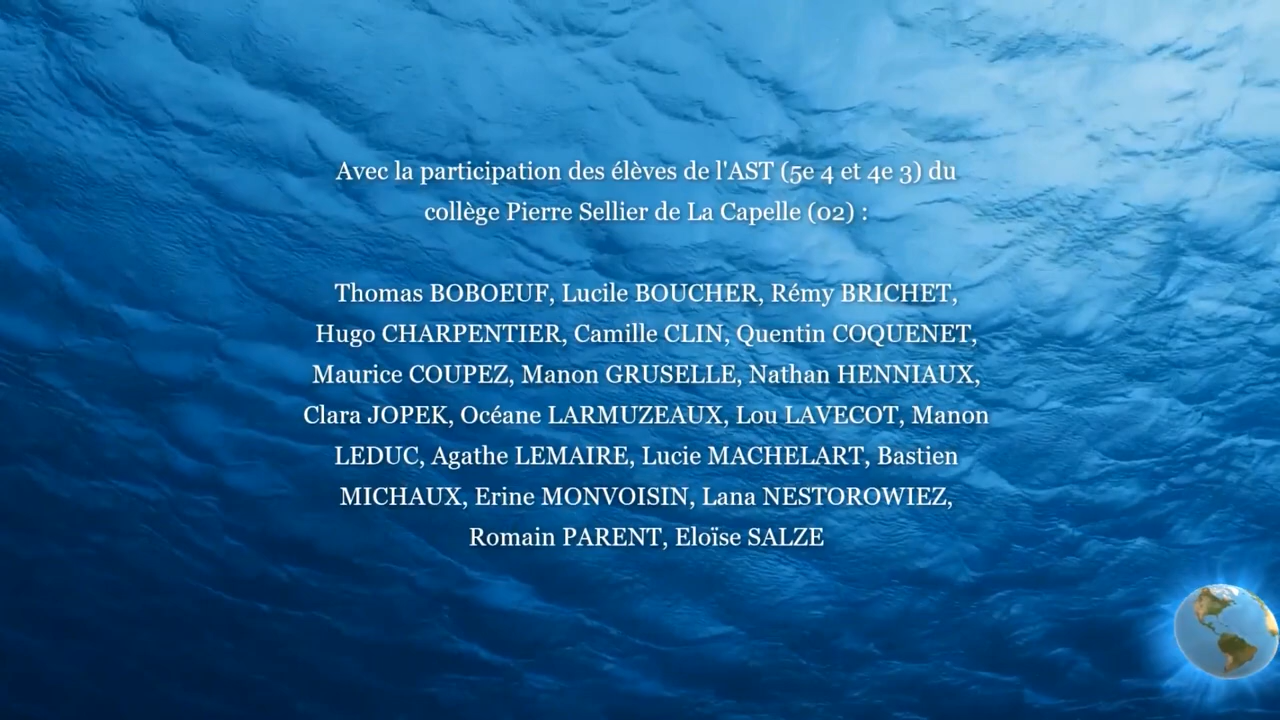 Avec la participation des élèves de l'AST (5e 4 et 4e 3) du
collège Pierre Sellier de La Capelle (02) :
Thomas BOBOEUF, Lucile BOUCHER, Rémy BRICHET,
Hugo CHARPENTIER, Camille CLIN, Quentin COQUENET,
Maurice COUPEZ, Manon GRUSELLE, Nathan HENNIAUX,
Clara JOPEK, Océane LARMUZEAUX, Lou LAVECOT, Manon
LEDUC, Agathe LEMAIRE, Lucie MACHELART, Bastien
MICHAUX, Erine MONVOISIN, Lana NESTOROWIEZ,
Romain PARENT, Eloïse SALZE